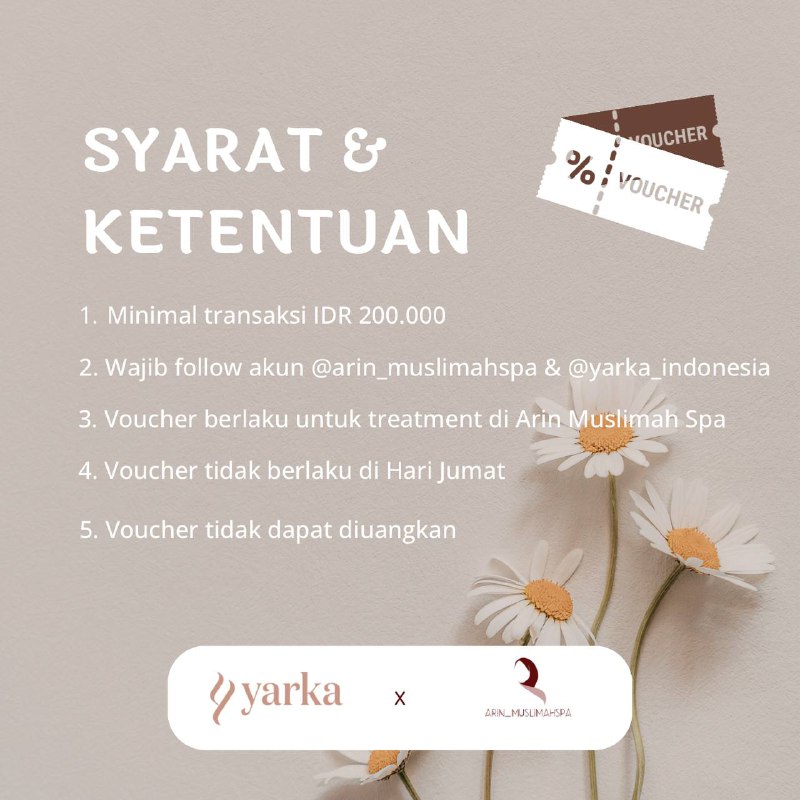 SYARAT &
KETENTUAN
VOUCHER
% VOUCHER
1. Minimal transaksi IDR 200.000
2. Wajib follow akun @arin_muslimahspa & @yarka_indonesia
3. Voucher berlaku untuk treatment di Arin Muslimah Spa
4. Voucher tidak berlaku di Hari Jumat
5. Voucher tidak dapat diuangkan
yarka x
ARIN_MUSLIMAHSPA